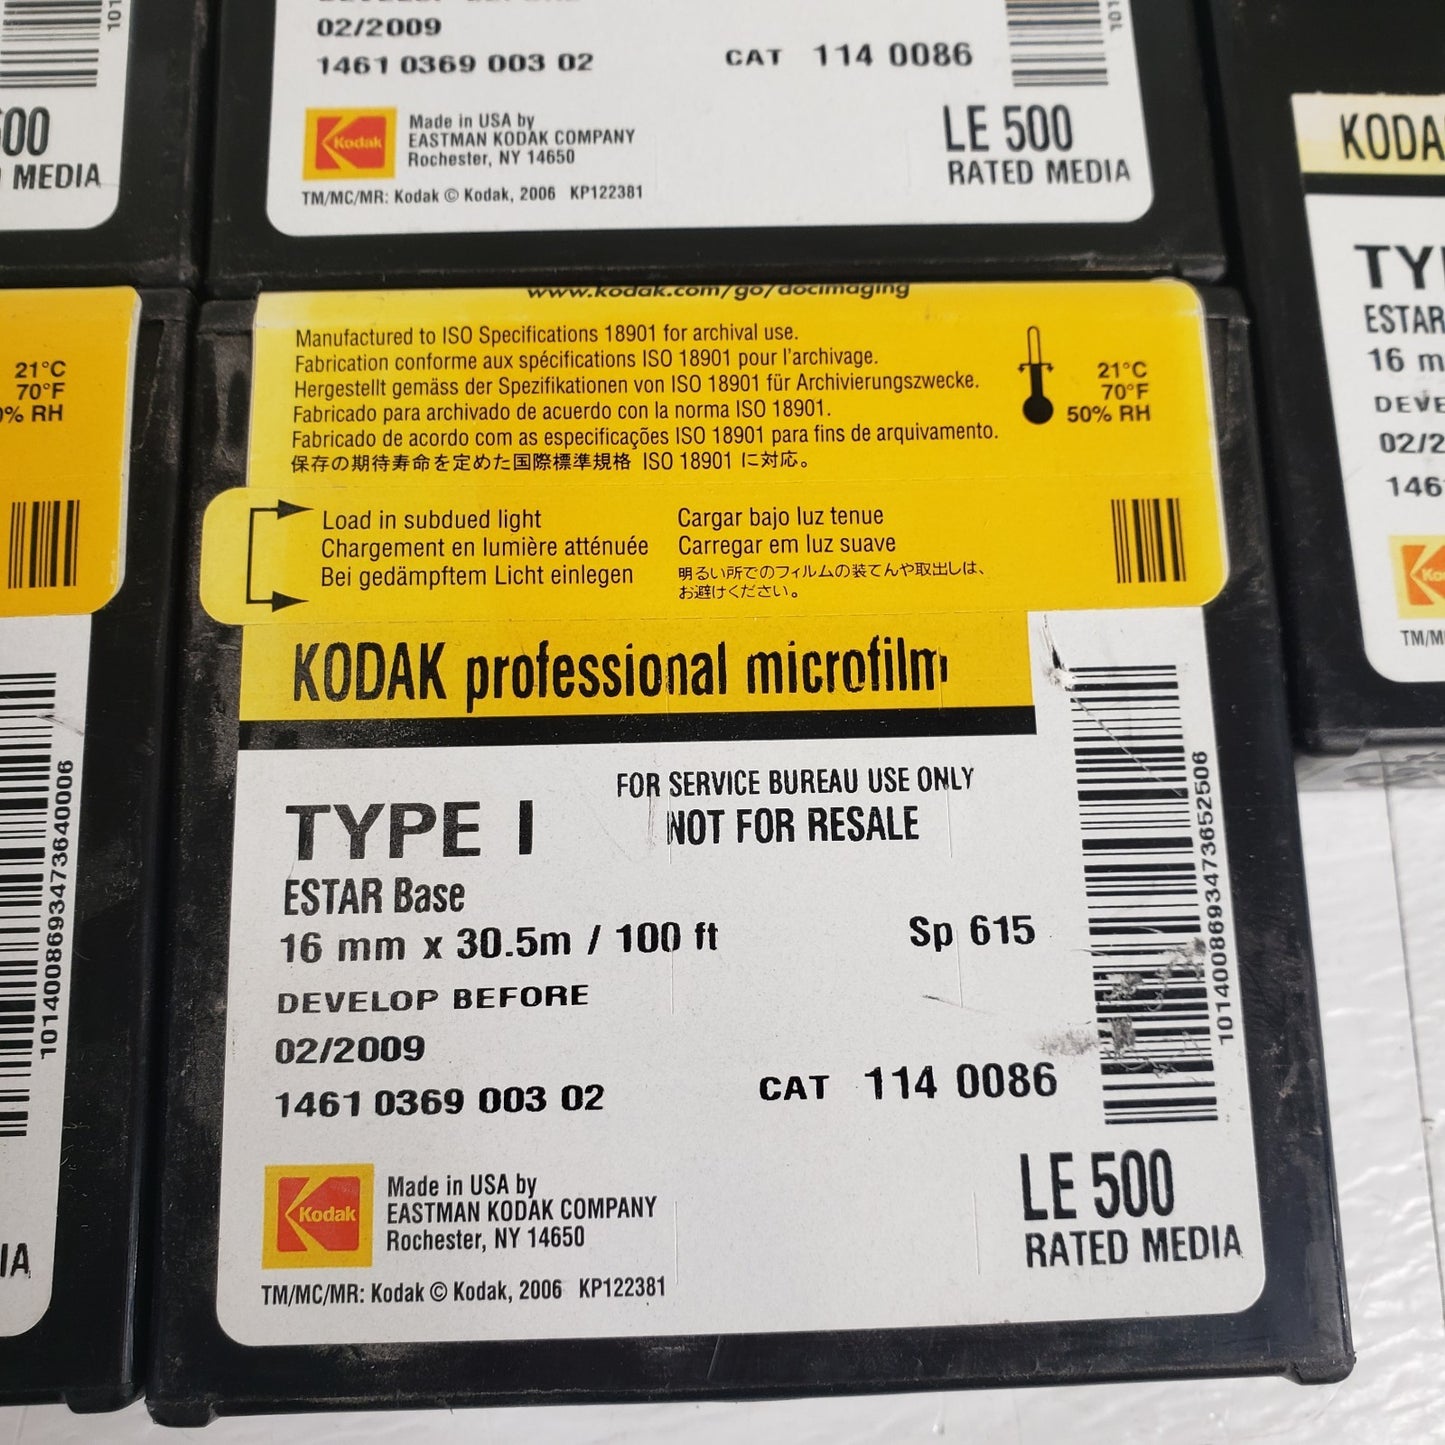 02/2009
1461 0369 003 02
CAT 114 0086
Kodak
Made in USA by
EASTMAN KODAK COMPANY
Rochester, NY 14650
TM/MC/MR: Kodak © Kodak, 2006 KP122381
LE 500
RATED MEDIA
MEDIA
21°C
70°F
% RH
1014008693473640006
www.kodak.com/go/docimaging
Manufactured to ISO Specifications 18901 for archival use.
Fabrication conforme aux spécifications ISO 18901 pour l'archivage.
Hergestellt gemäss der Spezifikationen von ISO 18901 für Archivierungszwecke.
Fabricado para archivado de acuerdo con la norma ISO 18901.
Fabricado de acordo com as especificações ISO 18901 para fins de arquivamento.
保存の期待寿命を定めた国際標準規格 ISO 18901 に対応。
21°C
70°F
50% RH
Load in subdued light
Chargement en lumière atténuée
Bei gedämpftem Licht einlegen
Cargar bajo luz tenue
Carregar em luz suave
明るい所でのフィルムの装てんや取出しは、
お避けください。
KODAK professional microfilm
TYPE I
FOR SERVICE BUREAU USE ONLY
NOT FOR RESALE
ESTAR Base
16 mm x 30.5m / 100 ft
Sp 615
DEVELOP BEFORE
02/2009
1461 0369 003 02
CAT 114 0086
1014008693473652506
Kodak
Made in USA by
EASTMAN KODAK COMPANY
Rochester, NY 14650
TM/MC/MR: Kodak © Kodak, 2006 KP122381
LE 500
RATED MEDIA
KODA
TY
ESTAR
16 m
DEVE
02/2
146
TM/M